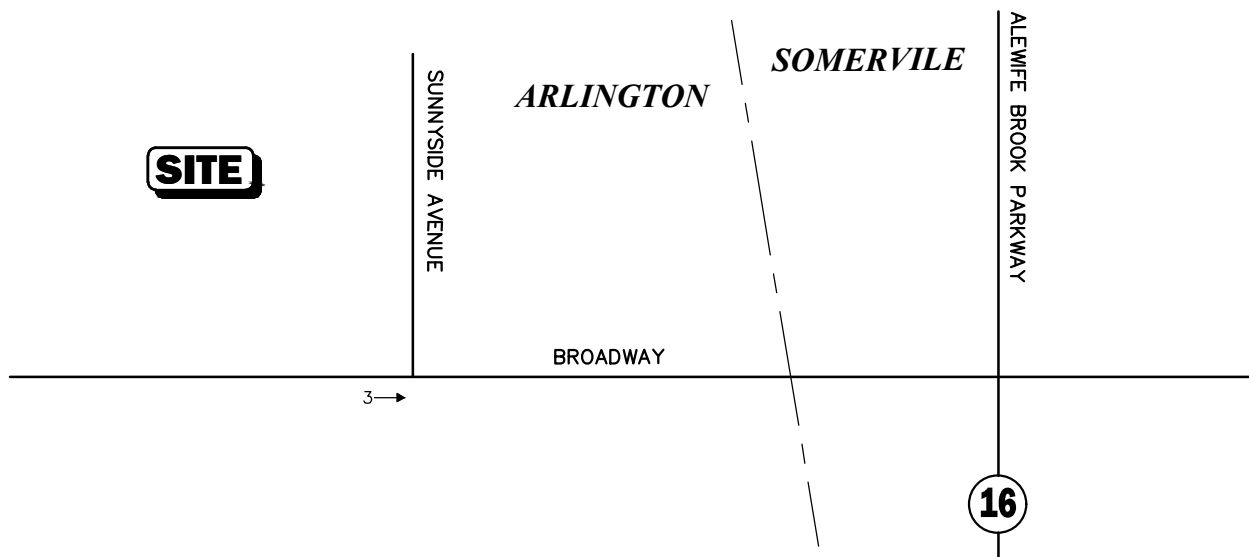 SOMERVILE
ARLINGTON
SITE
SUNNYSIDE AVENUE
ALEWIFE BROOK PARKWAY
BROADWAY
3
16